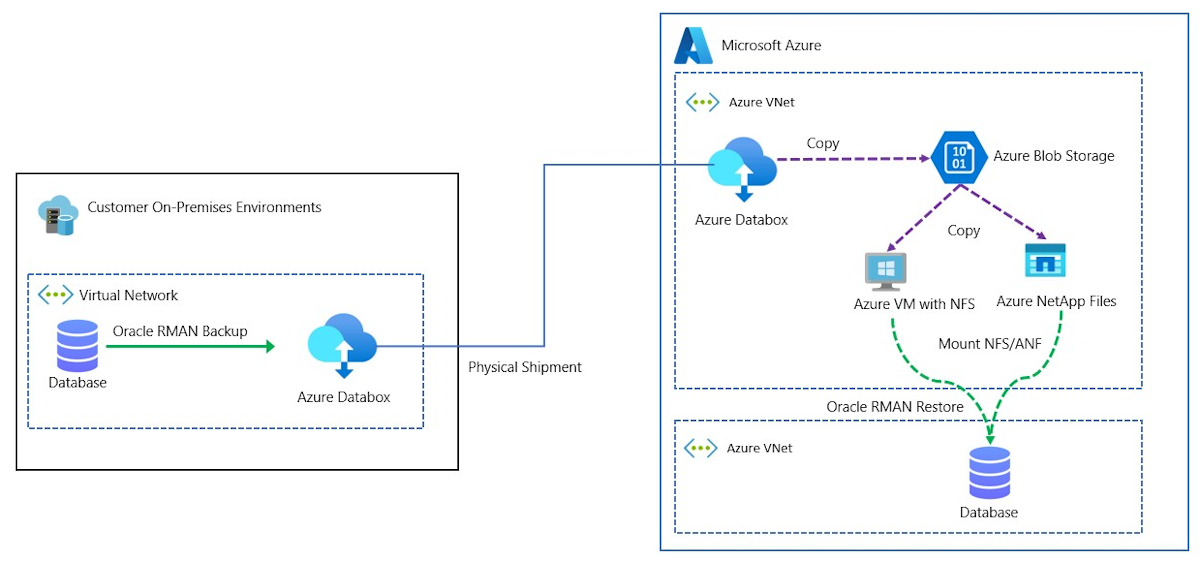 Microsoft Azure
Azure VNet
Copy
10
01
Azure Blob Storage
Azure Databox
Customer On-Premises Environments
Copy
Virtual Network
Azure VM with NFS
Azure NetApp Files
Oracle RMAN Backup
Database
Azure Databox
Physical Shipment
Mount NFS/ANF
Oracle RMAN Restore
Azure VNet
Database